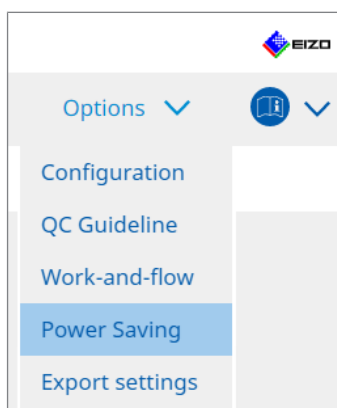 EIZO
Options
Configuration
QC Guideline
Work-and-flow
Power Saving
Export settings